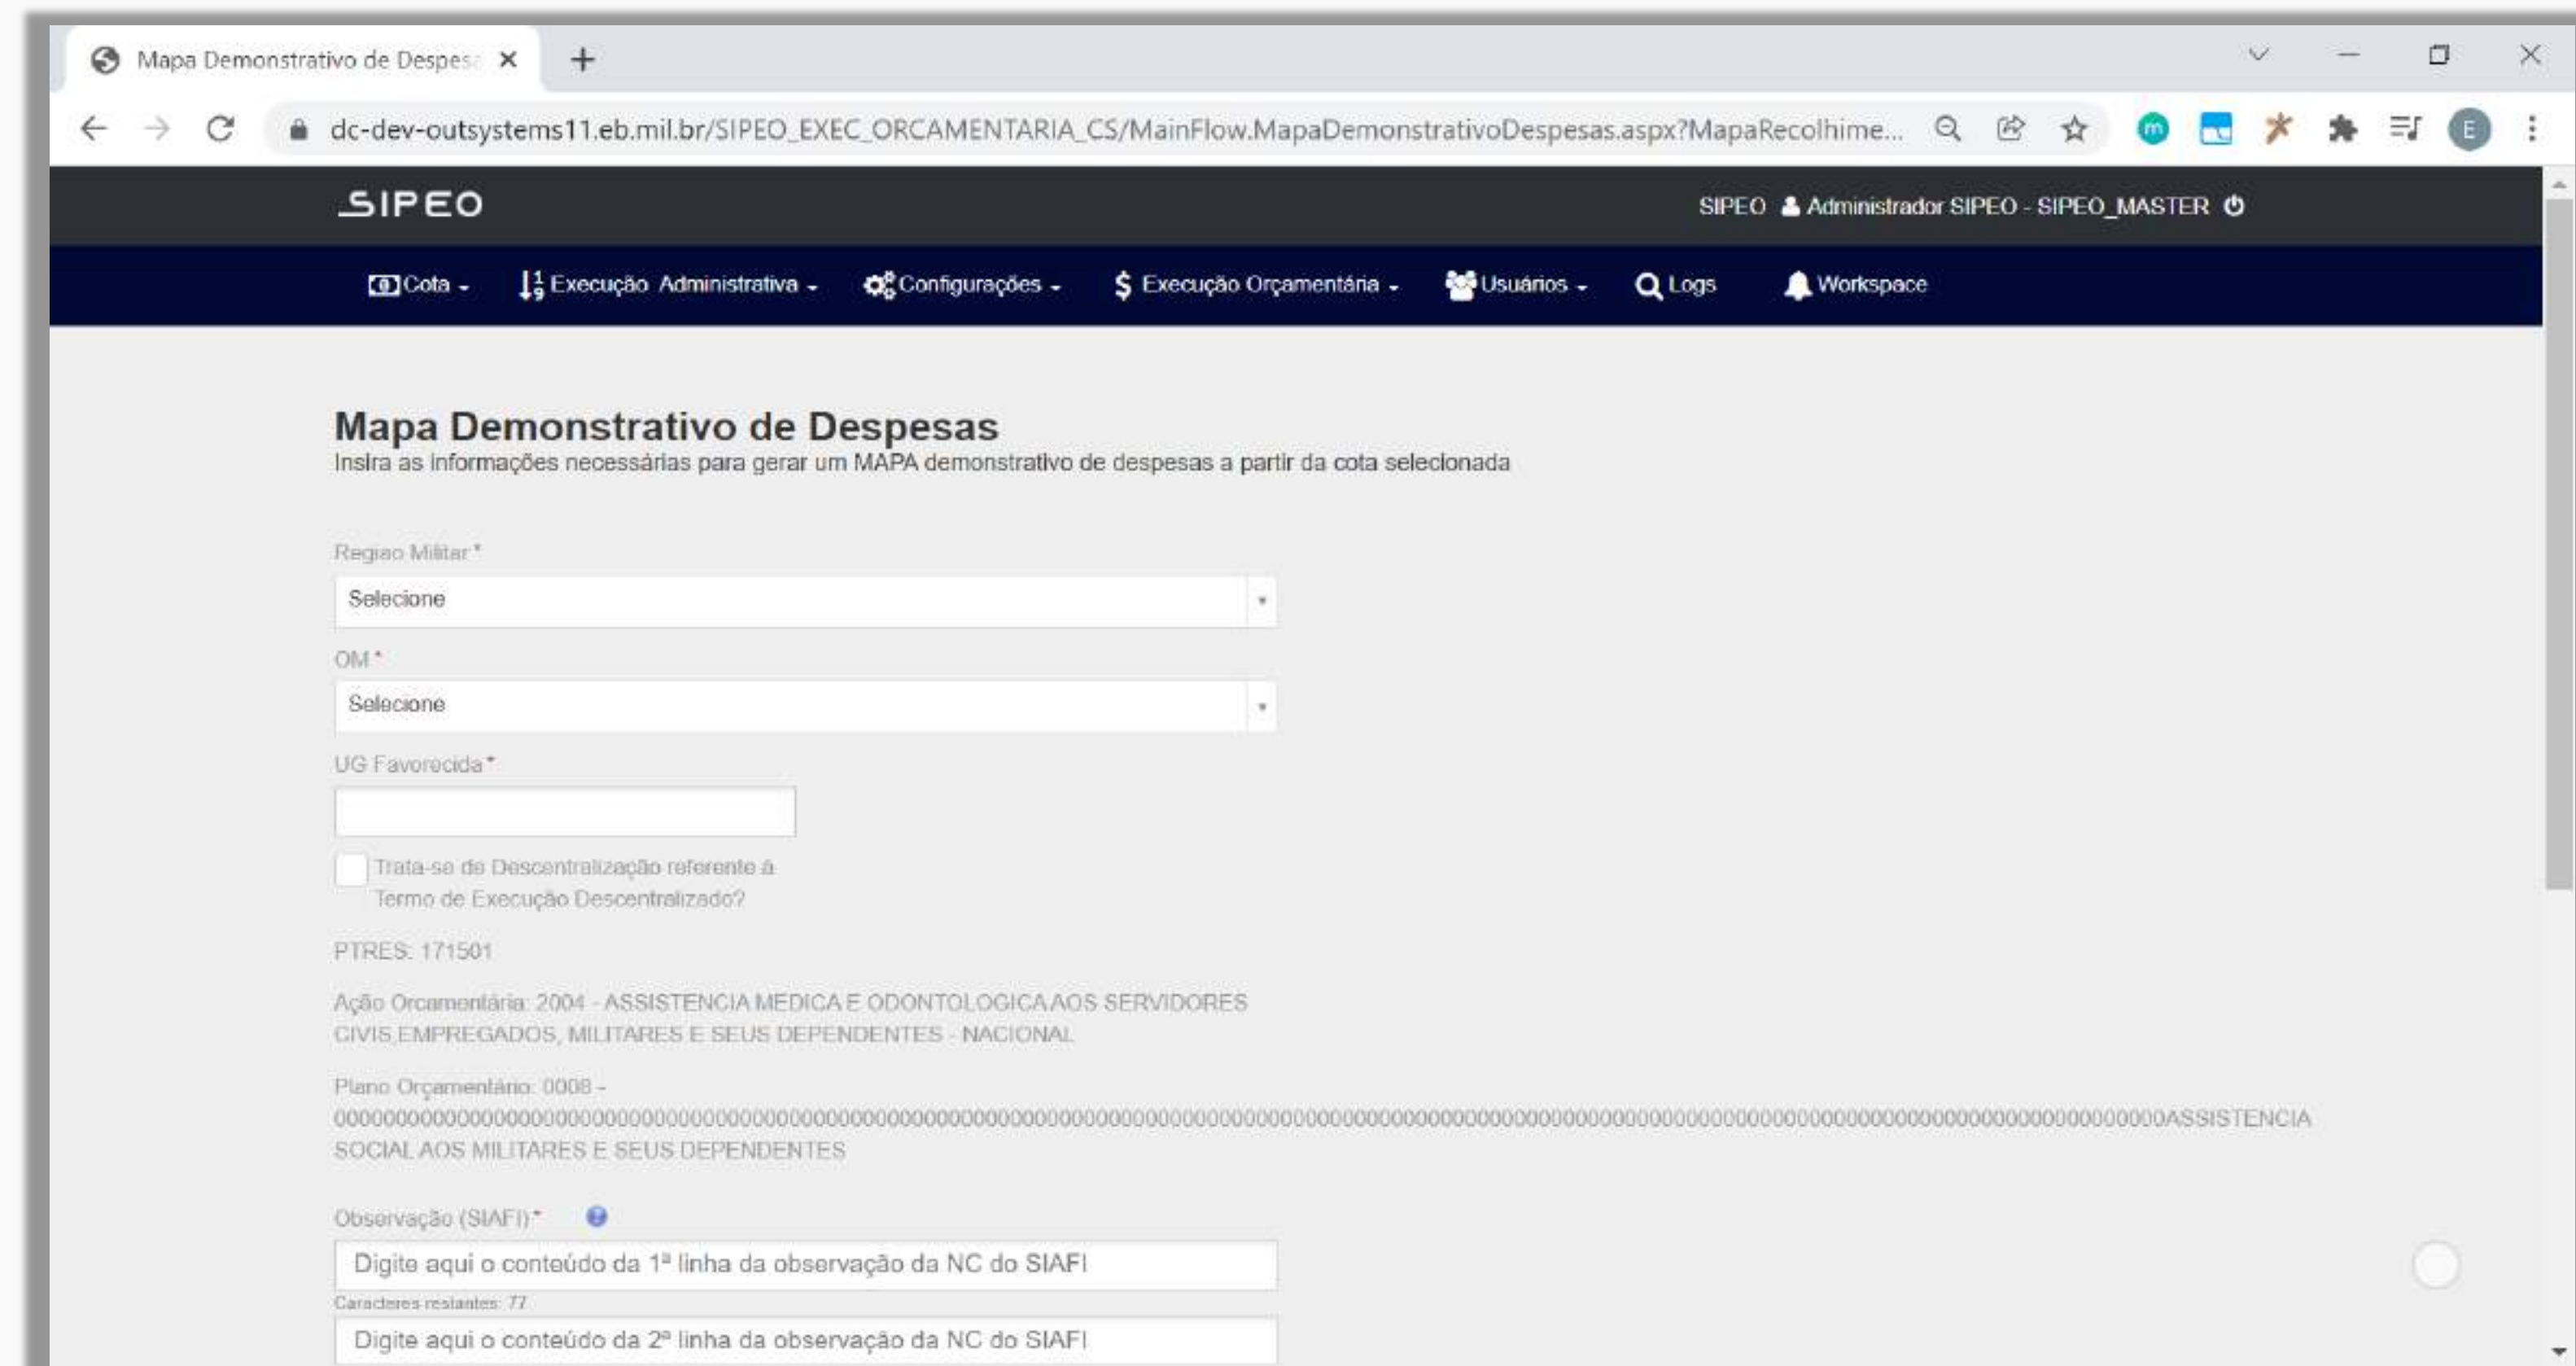 Mapa Demonstrativo de Despesa
dc-dev-outsystems11.eb.mil.br/SIPEO_EXEC_ORCAMENTARIA_CS/MainFlow.MapaDemonstrativoDespesas.aspx?MapaRecolhime...
m
E
SIPEO
SIPEO Administrador SIPEO - SIPEO_MASTER
Cota Execução Administrativa Configurações $ Execução Orçamentária Usuários Logs Workspace
Mapa Demonstrativo de Despesas
Insira as informações necessárias para gerar um MAPA demonstrativo de despesas a partir da cota selecionada
Regiao Militar *
Selecione
OM *
Selecione
UG Favorecida *
Trata-se de Descentralização referente á
Termo de Execução Descentralizado?
PTRES: 171501
Ação Orcamentária: 2004 - ASSISTENCIA MEDICA E ODONTOLOGICA AOS SERVIDORES
CIVIS,EMPREGADOS, MILITARES E SEUS DEPENDENTES - NACIONAL
Plano Orçamentário: 0008 -
ASSISTENCIA
SOCIAL AOS MILITARES E SEUS DEPENDENTES
Observação (SIAFI) *
Digite aqui o conteúdo da 1ª linha da observação da NC do SIAFI
Caracteres restantes: 77
Digite aqui o conteúdo da 2ª linha da observação da NC do SIAFI